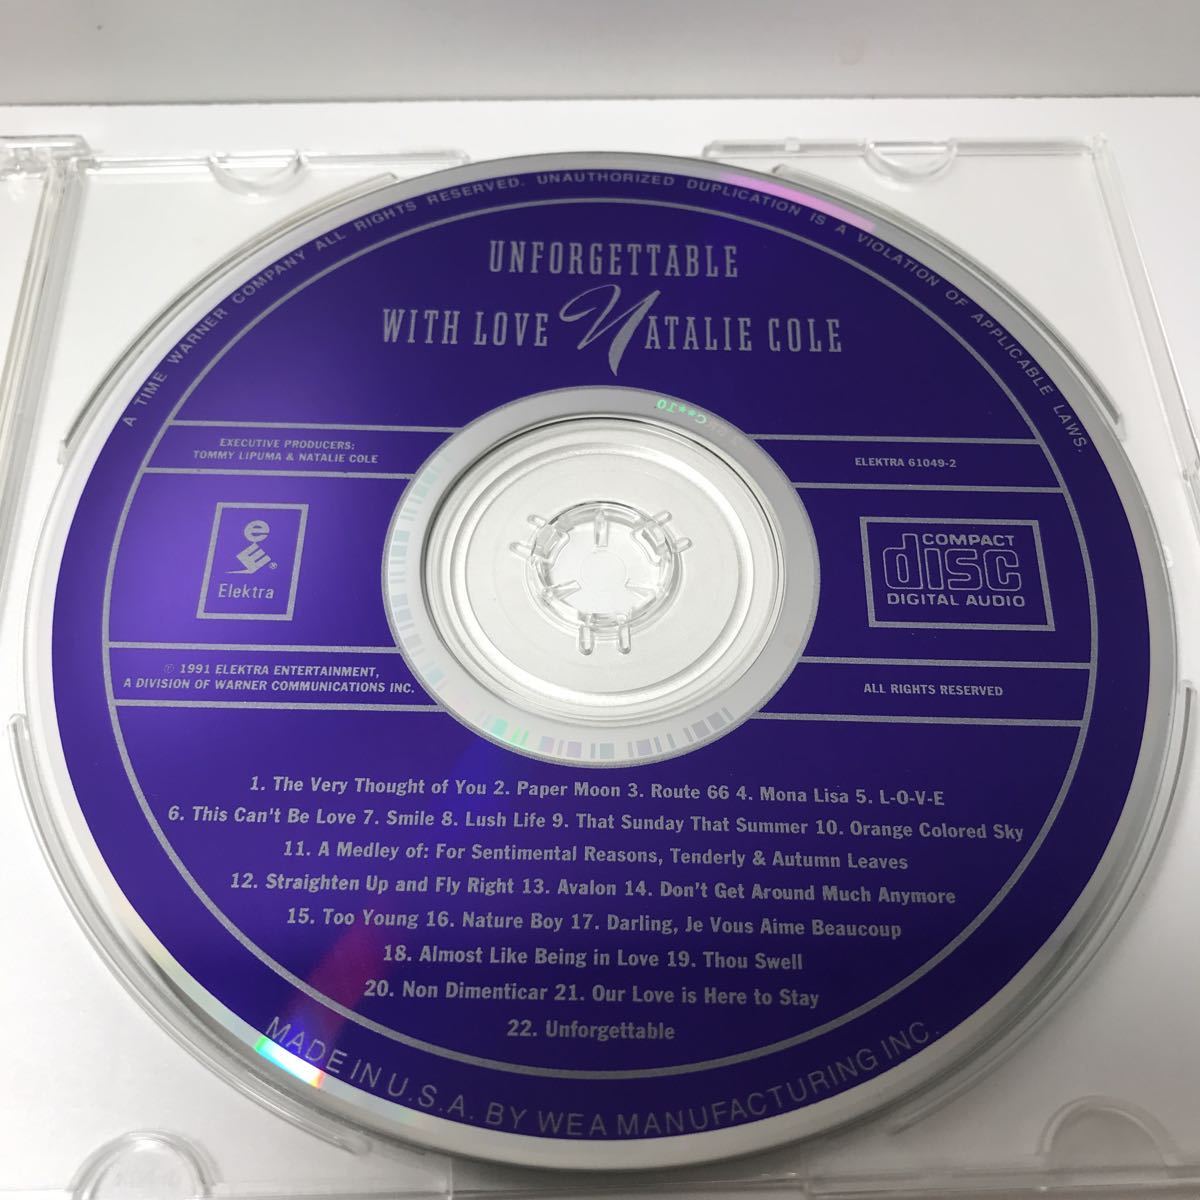 A TIME WARNER COMPANY ALL RIGHTS RESERVED. UNAUTHORIZED DUPLICATION IS A VIOLATION OF APPLICABLE LAWS.
UNFORGETTABLE
WITH LOVE NATALIE COLE
EXECUTIVE PRODUCERS:
TOMMY LIPUMA & NATALIE COLE
ELEKTRA 61049-2
e E®
Elektra
COMPACT
disc
DIGITAL AUDIO
℗ 1991 ELEKTRA ENTERTAINMENT,
A DIVISION OF WARNER COMMUNICATIONS INC.
ALL RIGHTS RESERVED
1. The Very Thought of You 2. Paper Moon 3. Route 66 4. Mona Lisa 5. L-O-V-E
6. This Can't Be Love 7. Smile 8. Lush Life 9. That Sunday That Summer 10. Orange Colored Sky
11. A Medley of: For Sentimental Reasons, Tenderly & Autumn Leaves
12. Straighten Up and Fly Right 13. Avalon 14. Don't Get Around Much Anymore
15. Too Young 16. Nature Boy 17. Darling, Je Vous Aime Beaucoup
18. Almost Like Being in Love 19. Thou Swell
20. Non Dimenticar 21. Our Love is Here to Stay
22. Unforgettable
MADE IN U.S.A. BY WEA MANUFACTURING INC.